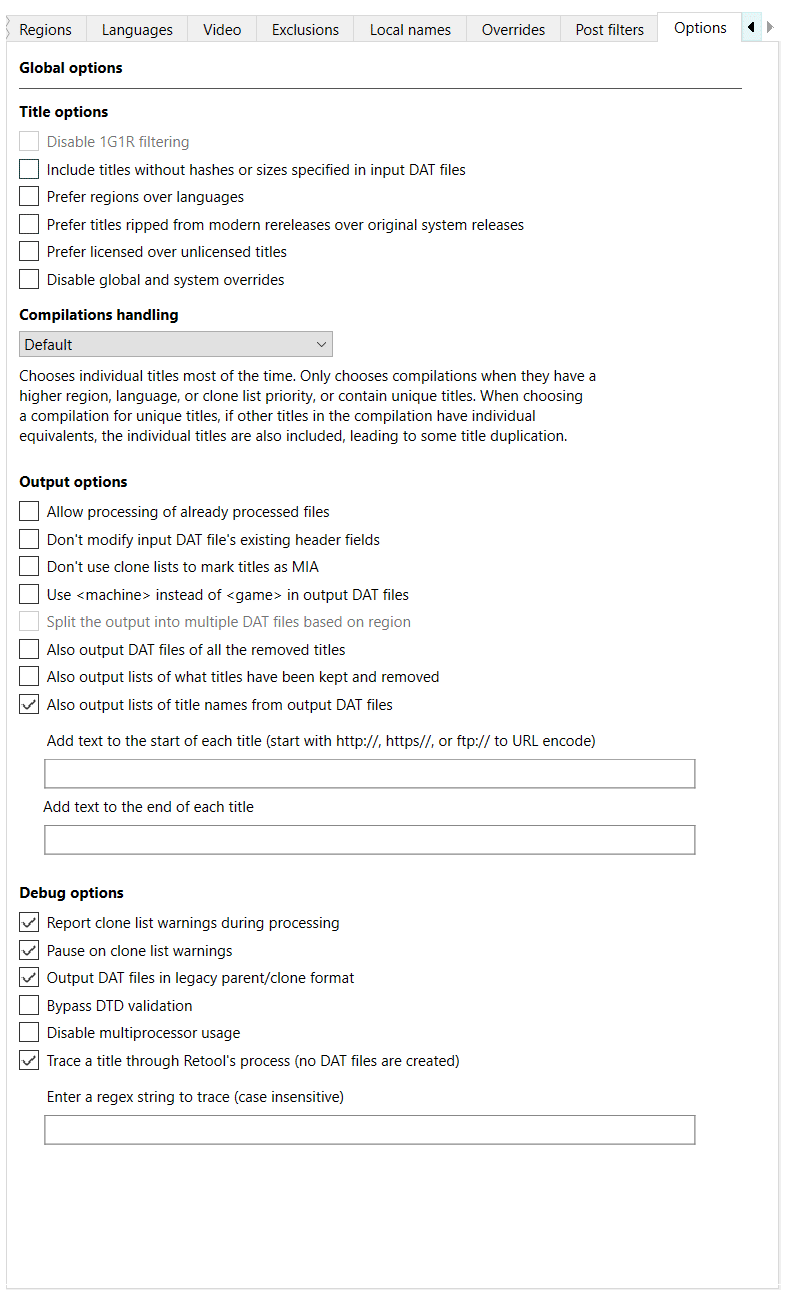 Regions Languages Video Exclusions Local names Overrides Post filters Options
Global options
Title options
Disable 1G1R filtering
Include titles without hashes or sizes specified in input DAT files
Prefer regions over languages
Prefer titles ripped from modern rereleases over original system releases
Prefer licensed over unlicensed titles
Disable global and system overrides
Compilations handling
Default
Chooses individual titles most of the time. Only chooses compilations when they have a
higher region, language, or clone list priority, or contain unique titles. When choosing
a compilation for unique titles, if other titles in the compilation have individual
equivalents, the individual titles are also included, leading to some title duplication.
Output options
Allow processing of already processed files
Don't modify input DAT file's existing header fields
Don't use clone lists to mark titles as MIA
Use <machine> instead of <game> in output DAT files
Split the output into multiple DAT files based on region
Also output DAT files of all the removed titles
Also output lists of what titles have been kept and removed
Also output lists of title names from output DAT files
Add text to the start of each title (start with http://, https//, or ftp:// to URL encode)
Add text to the end of each title
Debug options
Report clone list warnings during processing
Pause on clone list warnings
Output DAT files in legacy parent/clone format
Bypass DTD validation
Disable multiprocessor usage
Trace a title through Retool's process (no DAT files are created)
Enter a regex string to trace (case insensitive)